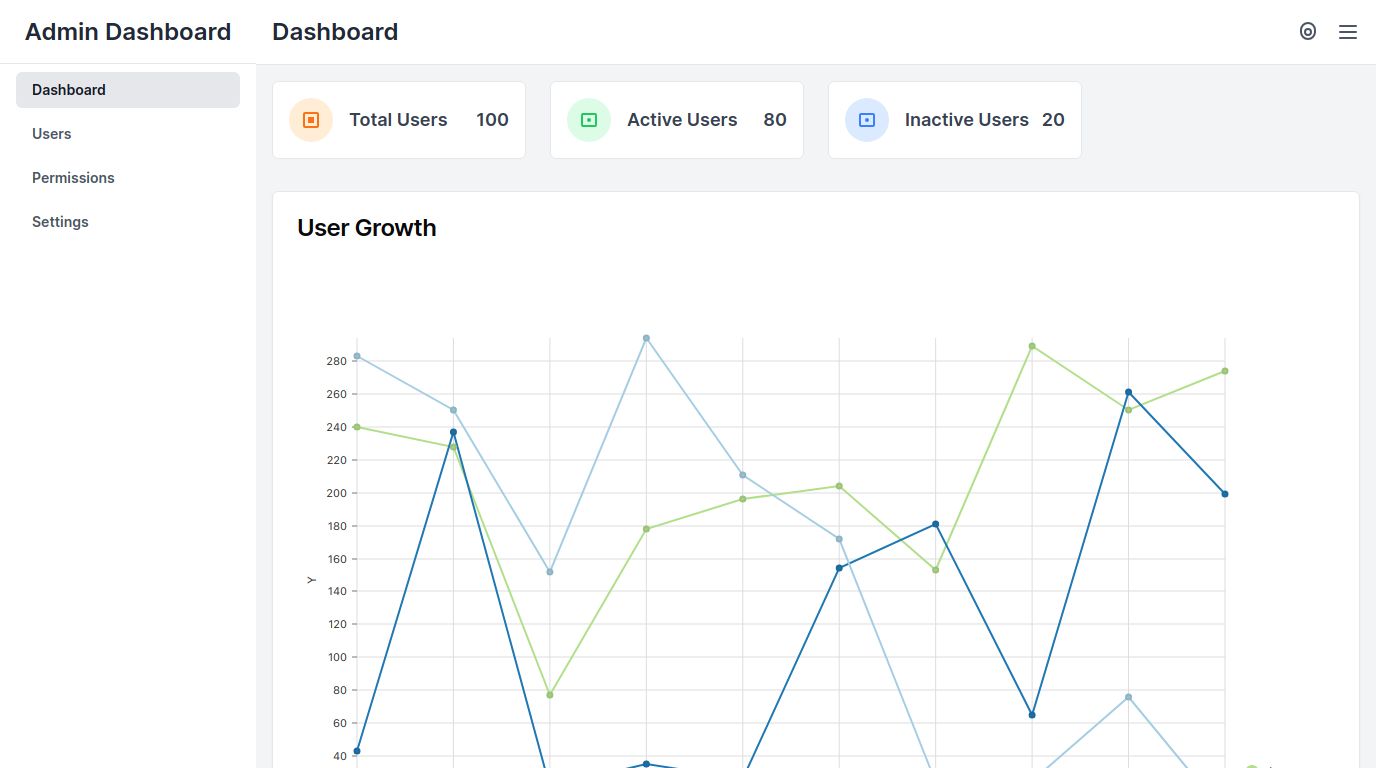 Admin Dashboard
Dashboard
Dashboard
Users
Permissions
Settings
Total Users 100
Active Users 80
Inactive Users 20
User Growth
280
260
240
220
200
180
160
140
120
100
80
60
40
Y